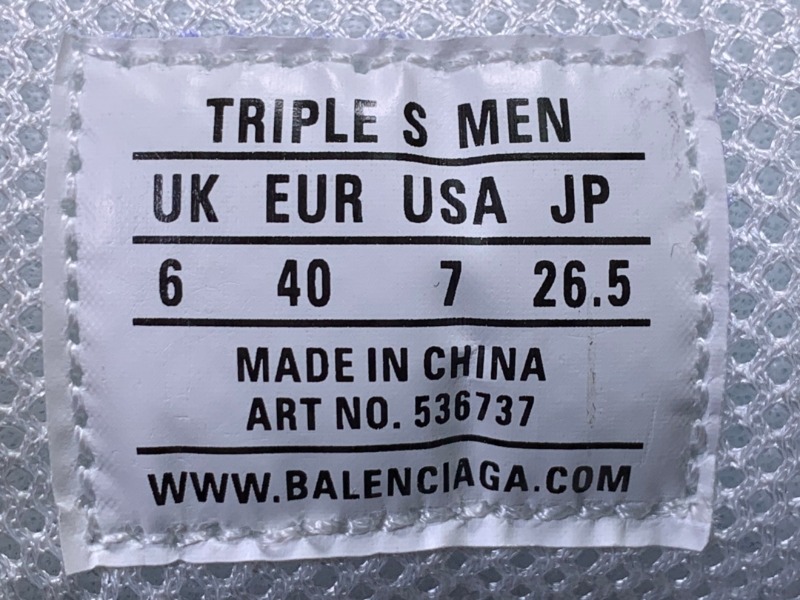 TRIPLE S MEN
UK EUR USA JP
6 40 7 26.5
MADE IN CHINA
ART NO. 536737
WWW.BALENCIAGA.COM